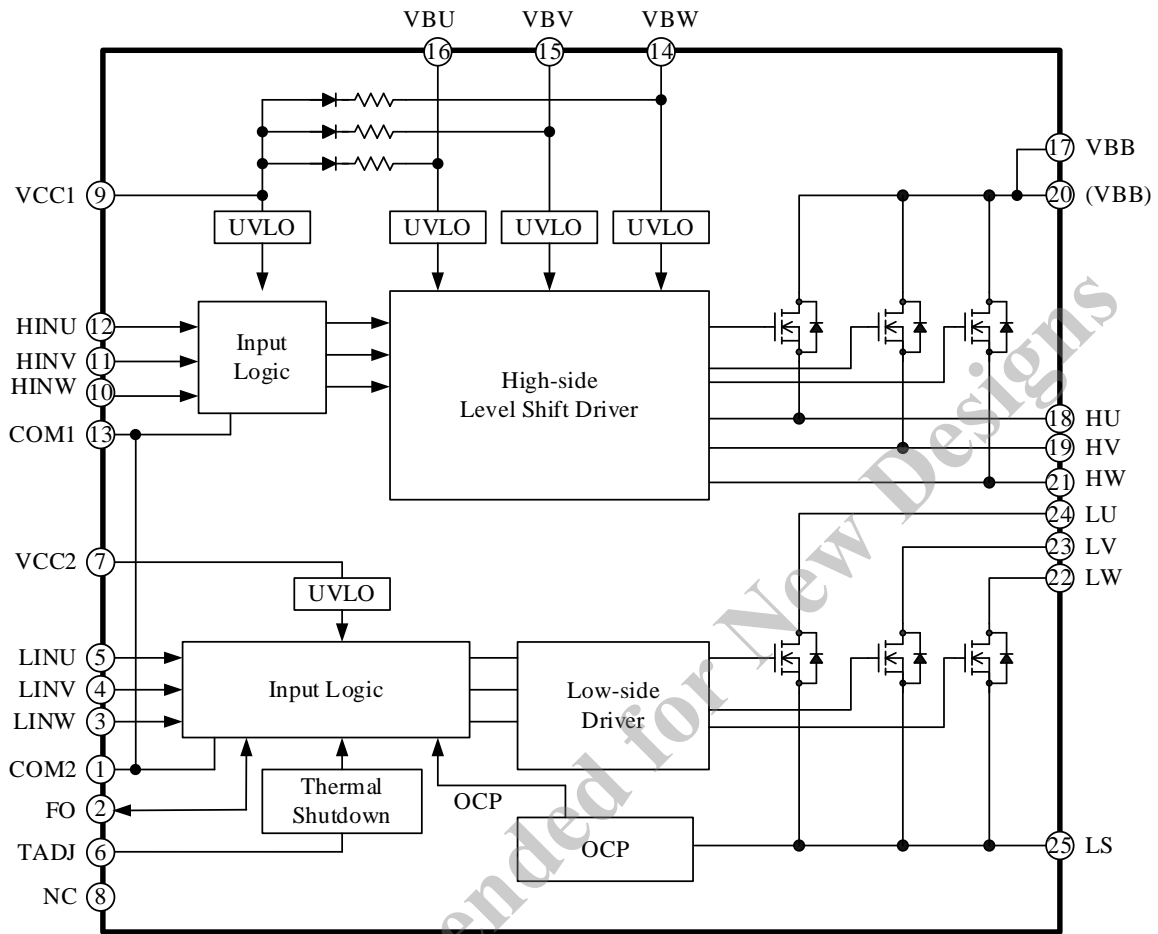 VBU VBV VBW
16 15 14
17 VBB
VCC1 9
20 (VBB)
UVLO UVLO UVLO UVLO
HINU 12
HINV 11
HINW 10
COM1 13
Input
Logic
High-side
Level Shift Driver
18 HU
19 HV
21 HW
24 LU
23 LV
22 LW
VCC2 7
UVLO
LINU 5
LINV 4
LINW 3
COM2 1
FO 2
TADJ 6
NC 8
Input Logic
Low-side
Driver
Thermal
Shutdown
OCP
OCP
25 LS
ended for New Designs